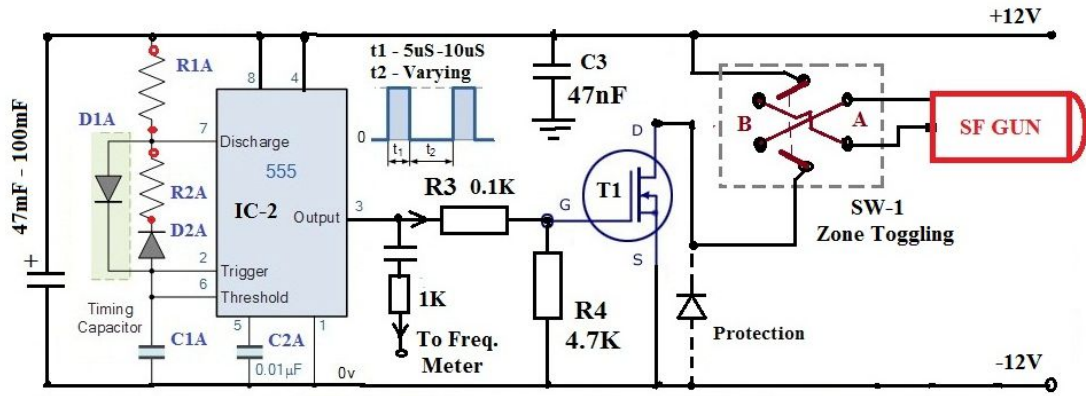 +12V
R1A
8
4
t1 - 5uS-10uS
t2 - Varying
C3
47nF
D1A
7
Discharge
0
t₁
t₂
B
A
SF GUN
47mF - 100mF
R2A
555
IC-2
3
Output
R3 0.1K
D
T1
G
SW-1
Zone Toggling
D2A
2
Trigger
6
Threshold
S
+
Timing
Capacitor
1K
R4
4.7K
Protection
5
1
C1A
C2A
0.01µF
0v
To Freq.
Meter
-12V